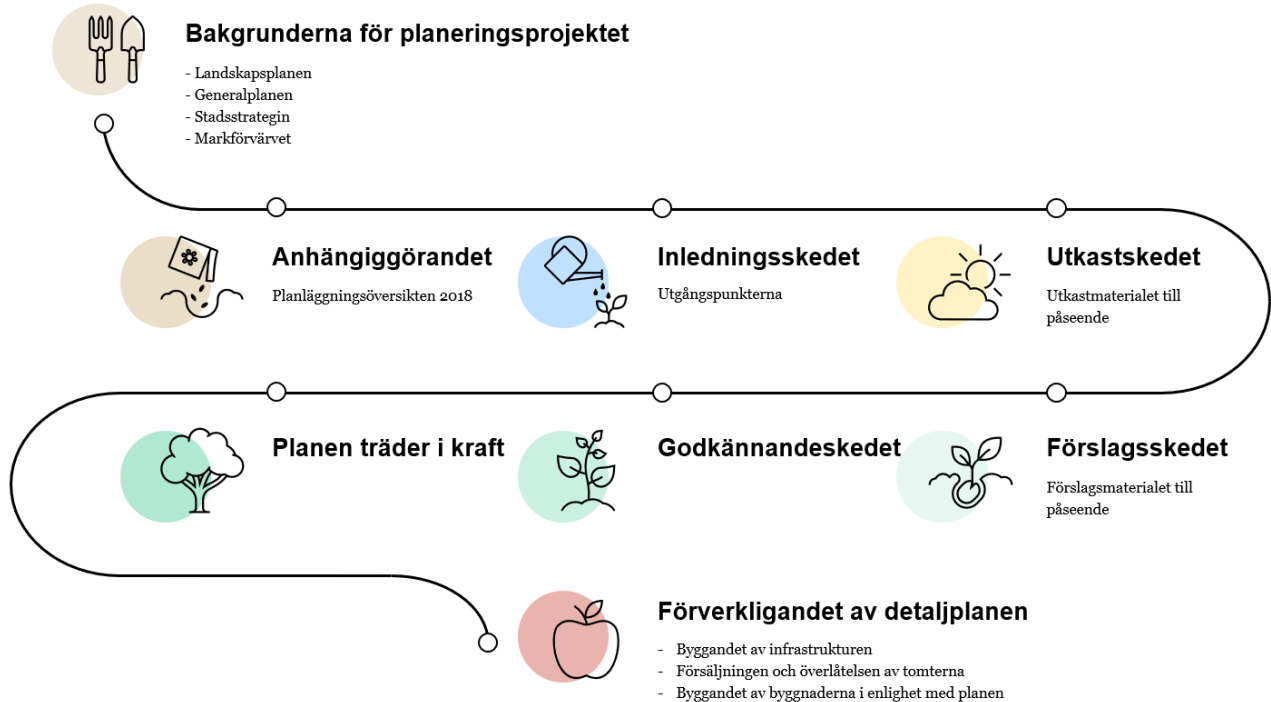 Bakgrunderna för planeringsprojektet
- Landskapsplanen
- Generalplanen
- Stadsstrategin
- Markförvärvet
Anhängiggörandet
Planläggningsöversikten 2018
Inledningsskedet
Utgångspunkterna
Utkastskedet
Utkastmaterialet till
påseende
Förslagsskedet
Förslagsmaterialet till
påseende
Godkännandeskedet
Planen träder i kraft
Förverkligandet av detaljplanen
- Byggandet av infrastrukturen
- Försäljningen och överlåtelsen av tomterna
- Byggandet av byggnaderna i enlighet med planen